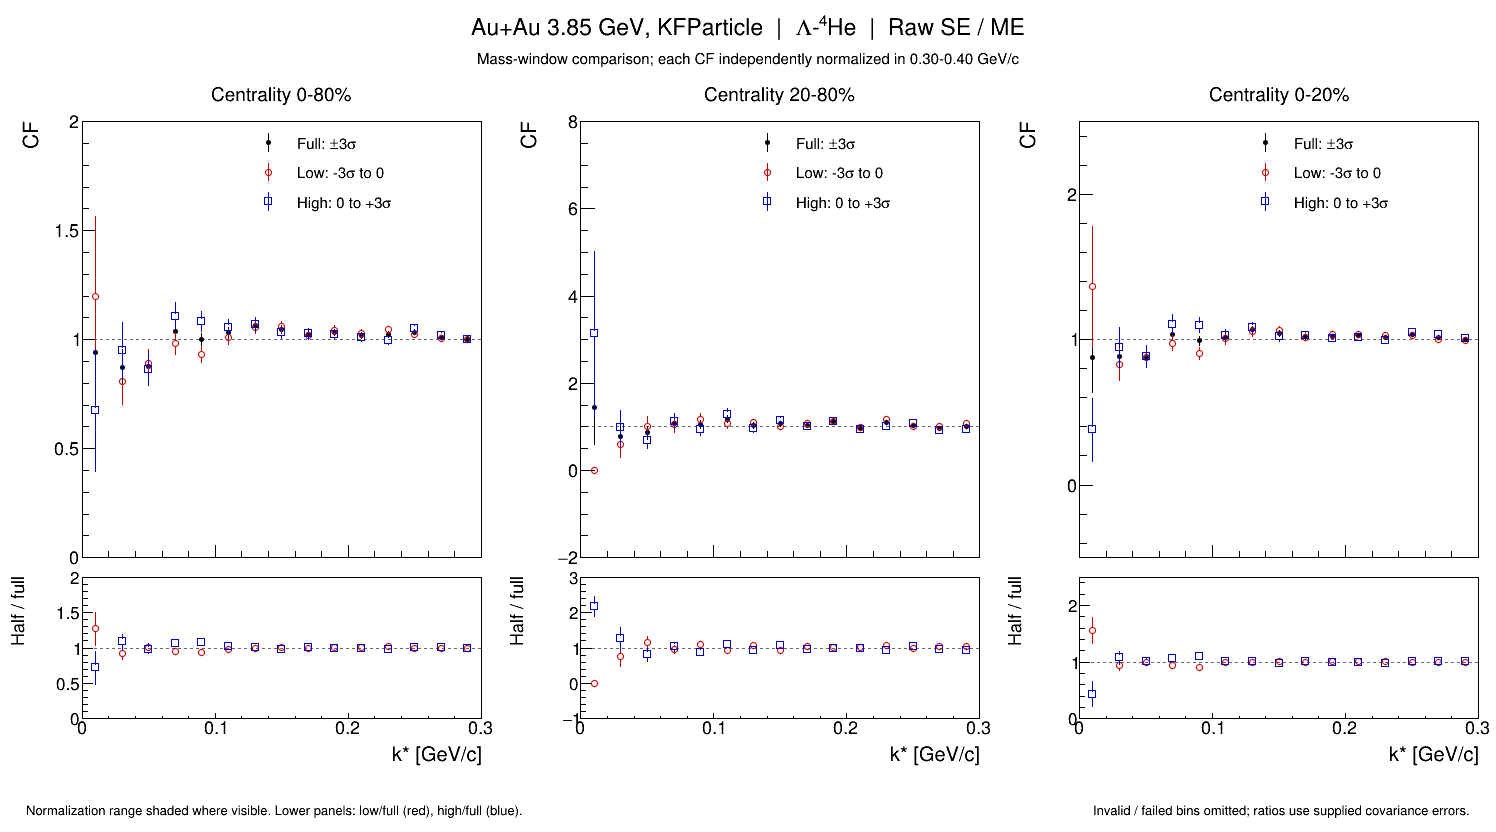 Au+Au 3.85 GeV, KFParticle | Λ-⁴He | Raw SE / ME
Mass-window comparison; each CF independently normalized in 0.30-0.40 GeV/c
Centrality 0-80%
CF
2
1.5
1
0.5
0
Full: ±3σ
Low: -3σ to 0
High: 0 to +3σ
Half / full
2
1.5
1
0.5
0
0 0.1 0.2 0.3
k* [GeV/c]
Centrality 20-80%
CF
8
6
4
2
0
−2
Full: ±3σ
Low: -3σ to 0
High: 0 to +3σ
Half / full
3
2
1
0
−1
0 0.1 0.2 0.3
k* [GeV/c]
Centrality 0-20%
CF
2
1
0
Full: ±3σ
Low: -3σ to 0
High: 0 to +3σ
Half / full
2
1
0
0 0.1 0.2 0.3
k* [GeV/c]
Normalization range shaded where visible. Lower panels: low/full (red), high/full (blue).
Invalid / failed bins omitted; ratios use supplied covariance errors.